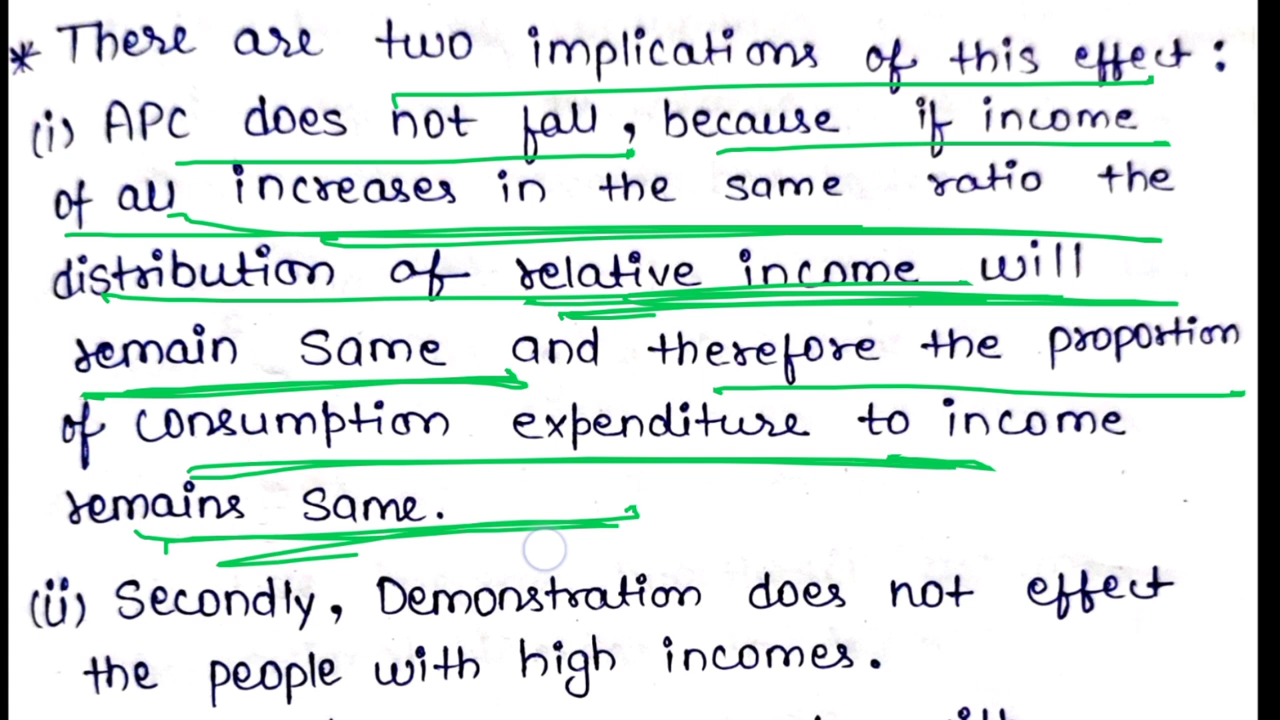 * There are two implications of this effect :
(i) APC does not fall, because if income
of all increases in the same ratio the
distribution of relative income will
remain same and therefore the proportion
of consumption expenditure to income
remains same.
(ii) Secondly, Demonstration does not effect
the people with high incomes.